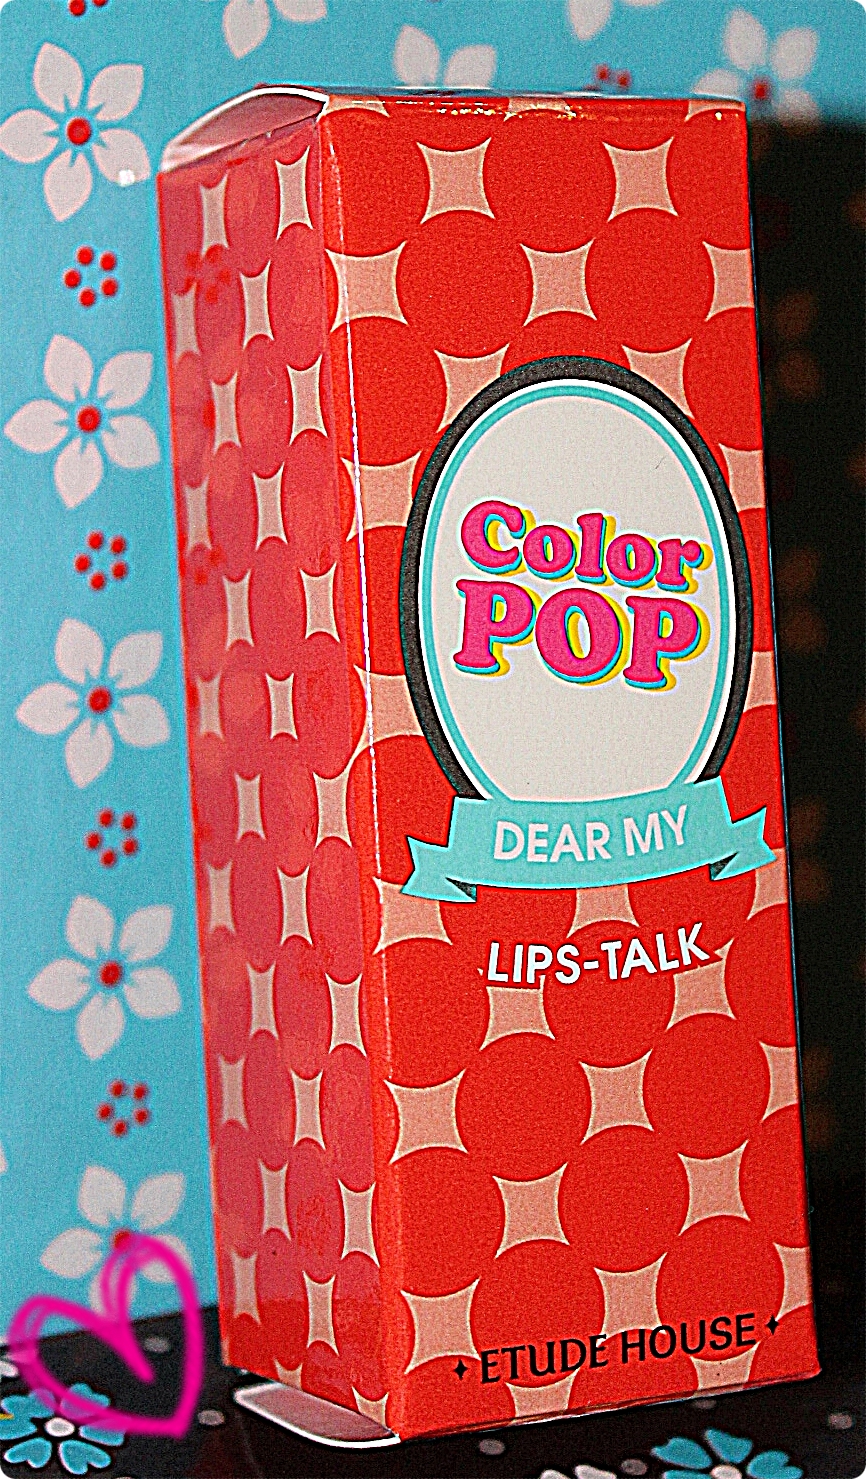 Color
POP
DEAR MY
LIPS-TALK
ETUDE HOUSE